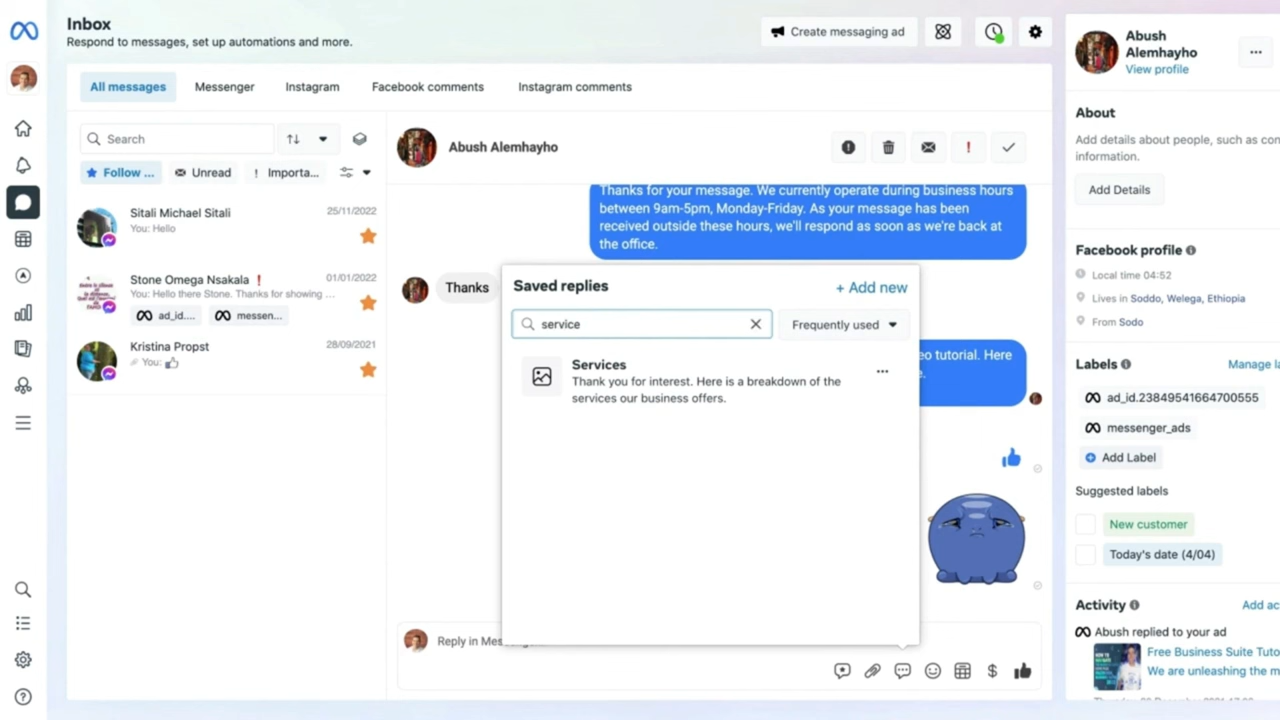 Inbox
Respond to messages, set up automations and more.
Create messaging ad
All messages
Messenger
Instagram
Facebook comments
Instagram comments
Search
Follow ...
Unread
! Importa...
Sitali Michael Sitali
25/11/2022
You: Hello
Stone Omega Nsakala
01/01/2022
You: Hello there Stone. Thanks for showing ...
ad_id....
messen...
Kristina Propst
28/09/2021
You:
Abush Alemhayho
Thanks for your message. We currently operate during business hours
between 9am-5pm, Monday-Friday. As your message has been
received outside these hours, we'll respond as soon as we're back at
the office.
Thanks
eo tutorial. Here
Saved replies
+ Add new
service
Frequently used
Services
Thank you for interest. Here is a breakdown of the
services our business offers.
Reply in Mes
Abush
Alemhayho
View profile
About
Add details about people, such as con
information.
Add Details
Facebook profile
Local time 04:52
Lives in Soddo, Welega, Ethiopia
From Sodo
Labels
Manage la
ad_id.23849541664700555
messenger_ads
Add Label
Suggested labels
New customer
Today's date (4/04)
Activity
Add ac
Abush replied to your ad
Free Business Suite Tuto
We are unleashing the m